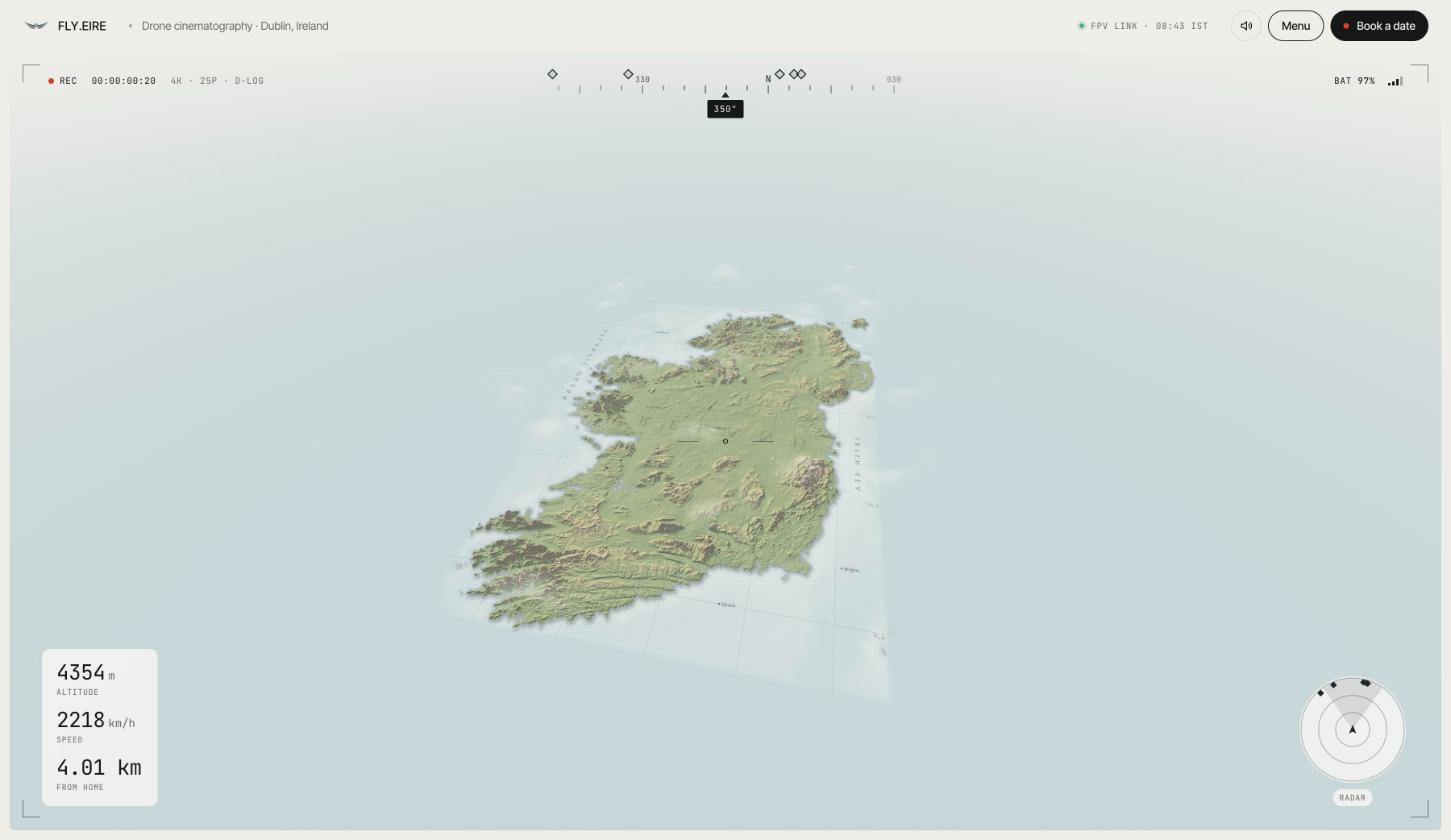 FLY.EIRE
Drone cinematography · Dublin, Ireland
FPV LINK · 08:43 IST
Menu
Book a date
REC 00:00:00:20 4K · 25P · D-LOG
330 N 030
350°
BAT 97%
IRISH SEA
4354 m
ALTITUDE
2218 km/h
SPEED
4.01 km
FROM HOME
RADAR